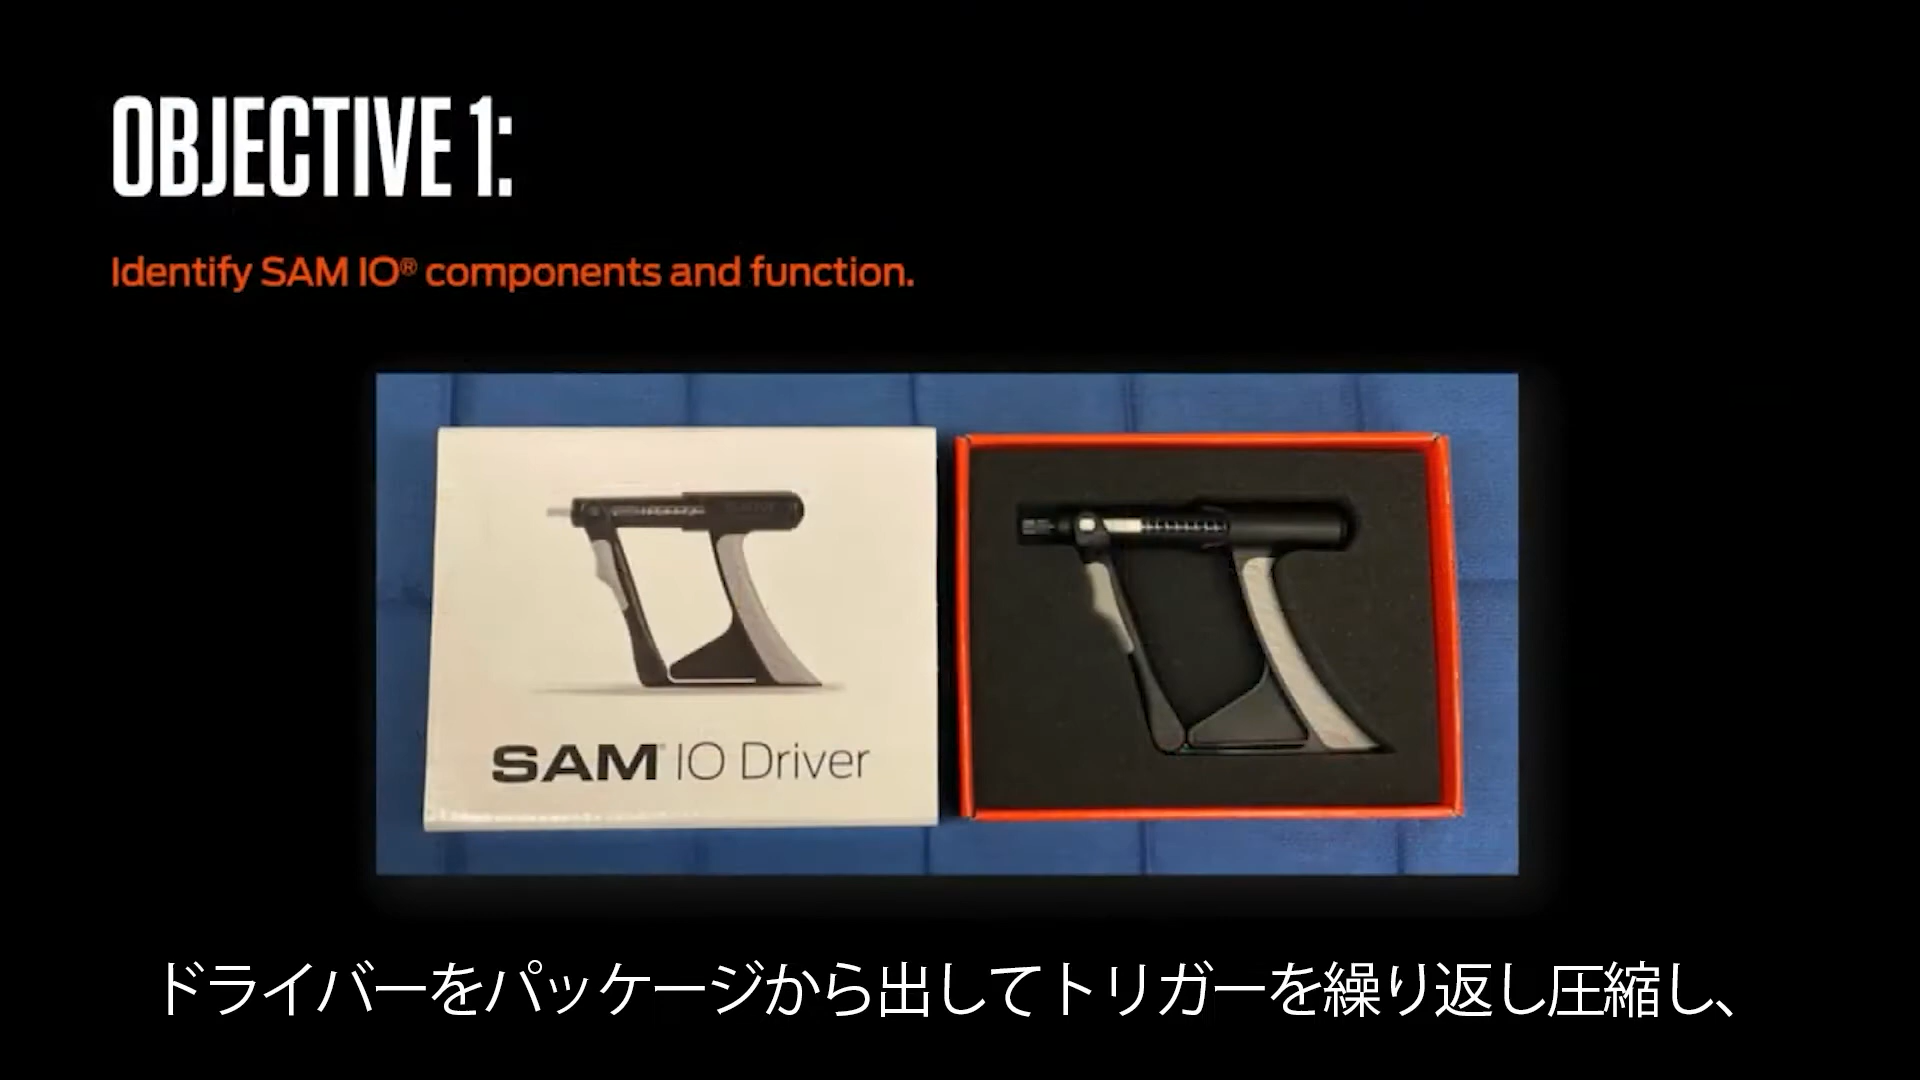 OBJECTIVE 1:
Identify SAM IO® components and function.
SAM® IO Driver
ドライバーをパッケージから出してトリガーを繰り返し圧縮し、